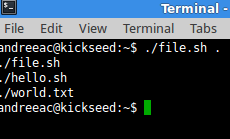 Terminal -
File Edit View Terminal Tabs
andreeac@kickseed:~$ ./file.sh .
./file.sh
./hello.sh
./world.txt
andreeac@kickseed:~$